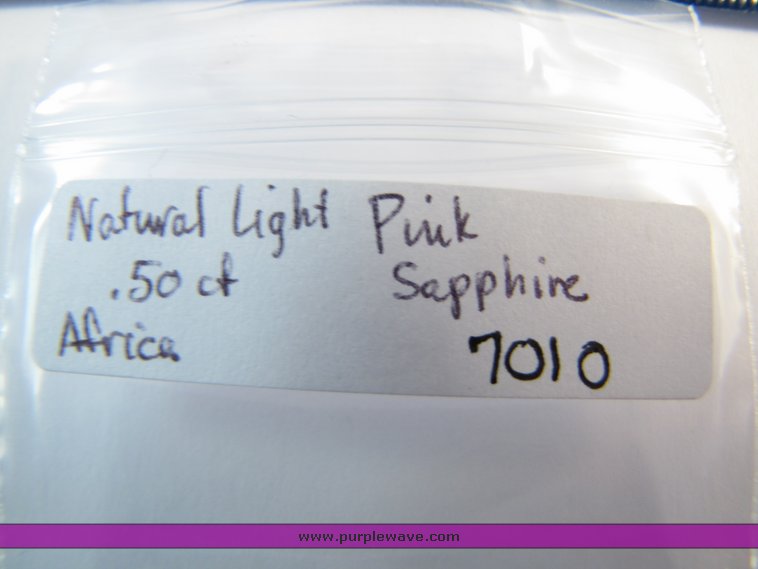 Natural Light Pink
.50 ct Sapphire
Africa 7010
www.purplewave.com